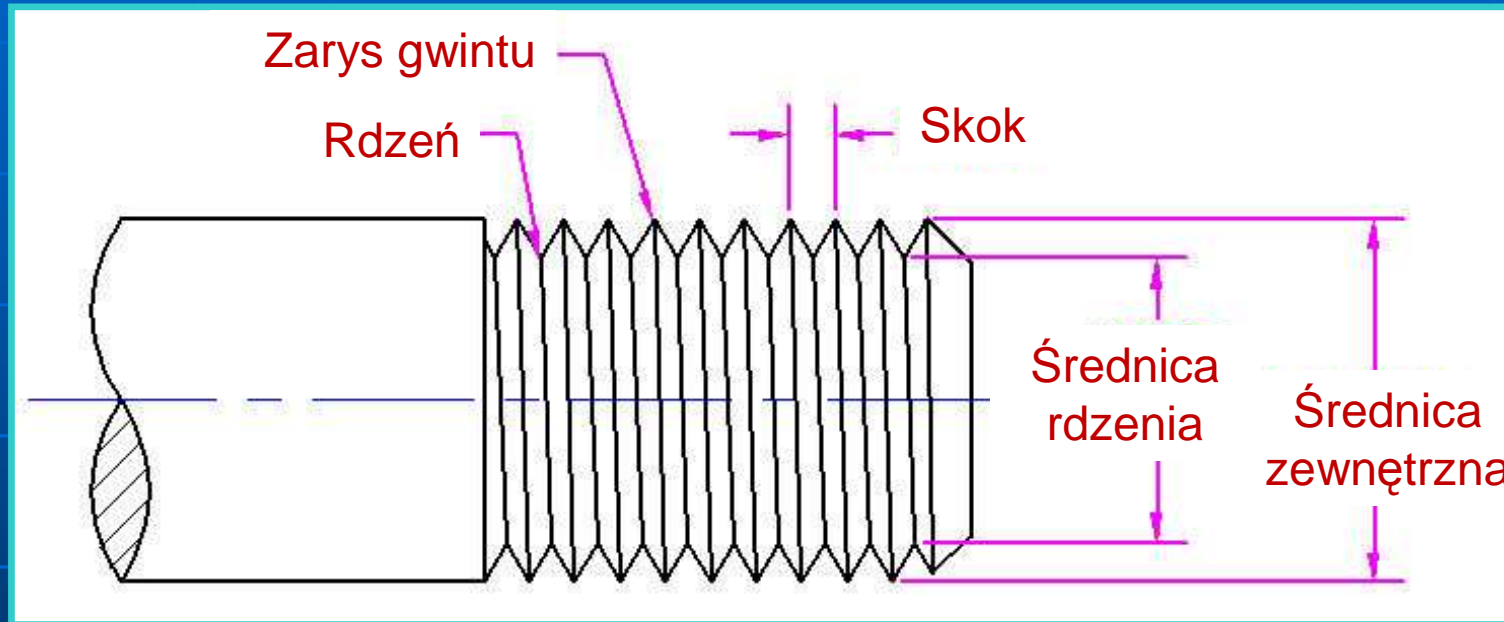 Zarys gwintu
Rdzeń
Skok
Średnica
rdzenia
Średnica
zewnętrzna